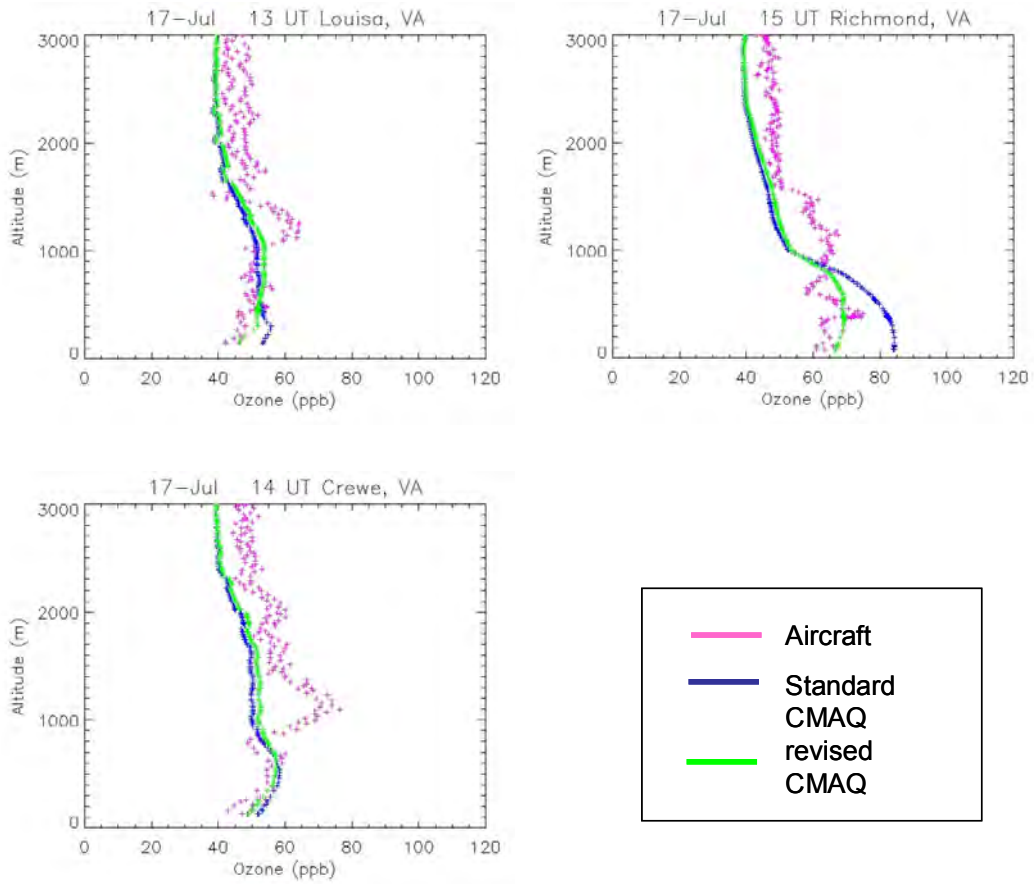 17-Jul 13 UT Louisa, VA
3000
2000
1000
0
Altitude (m)
0 20 40 60 80 100 120
Ozone (ppb)
17-Jul 15 UT Richmond, VA
3000
2000
1000
0
Altitude (m)
0 20 40 60 80 100 120
Ozone (ppb)
17-Jul 14 UT Crewe, VA
3000
2000
1000
0
Altitude (m)
0 20 40 60 80 100 120
Ozone (ppb)
Aircraft
Standard
CMAQ
revised
CMAQ